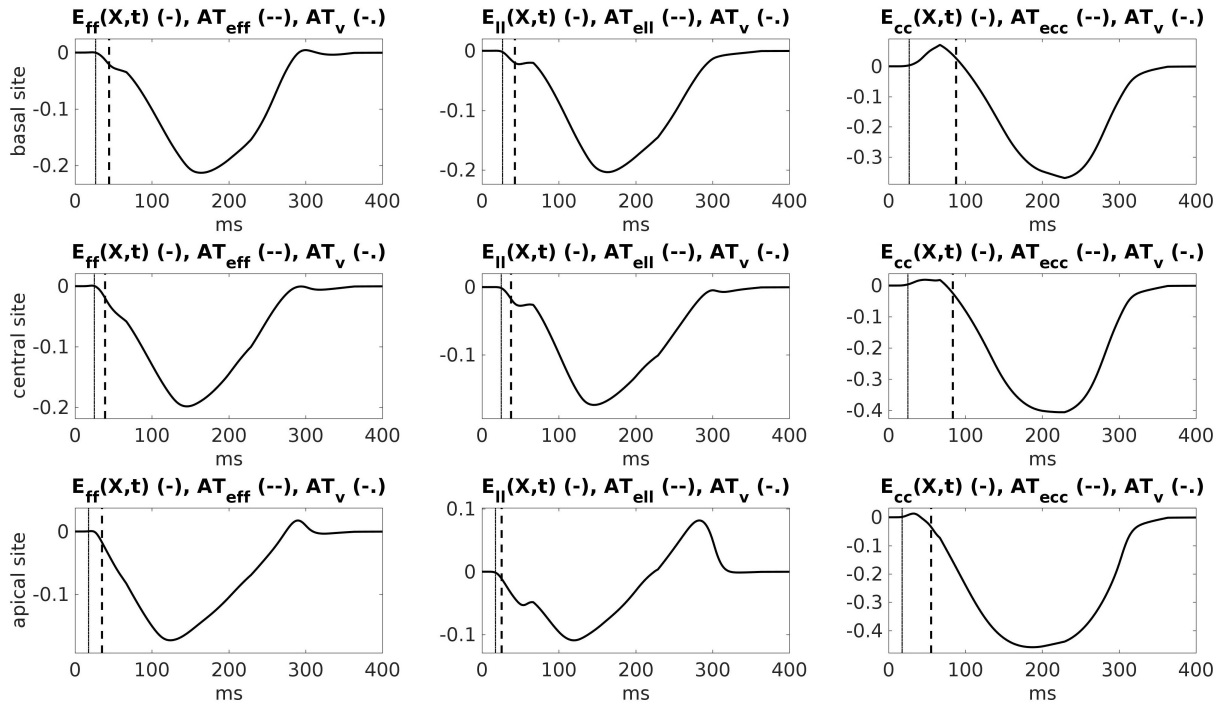 E_ff(X,t) (-), AT_eff (--), AT_v (-.)
E_ll(X,t) (-), AT_ell (--), AT_v (-.)
E_cc(X,t) (-), AT_ecc (--), AT_v (-.)
basal site
0
-0.1
-0.2
0 100 200 300 400
ms
0
-0.1
-0.2
0 100 200 300 400
ms
0
-0.1
-0.2
-0.3
0 100 200 300 400
ms
E_ff(X,t) (-), AT_eff (--), AT_v (-.)
E_ll(X,t) (-), AT_ell (--), AT_v (-.)
E_cc(X,t) (-), AT_ecc (--), AT_v (-.)
central site
0
-0.1
-0.2
0 100 200 300 400
ms
0
-0.1
0 100 200 300 400
ms
0
-0.1
-0.2
-0.3
-0.4
0 100 200 300 400
ms
E_ff(X,t) (-), AT_eff (--), AT_v (-.)
E_ll(X,t) (-), AT_ell (--), AT_v (-.)
E_cc(X,t) (-), AT_ecc (--), AT_v (-.)
apical site
0
-0.1
0 100 200 300 400
ms
0.1
0
-0.1
0 100 200 300 400
ms
0
-0.1
-0.2
-0.3
-0.4
0 100 200 300 400
ms